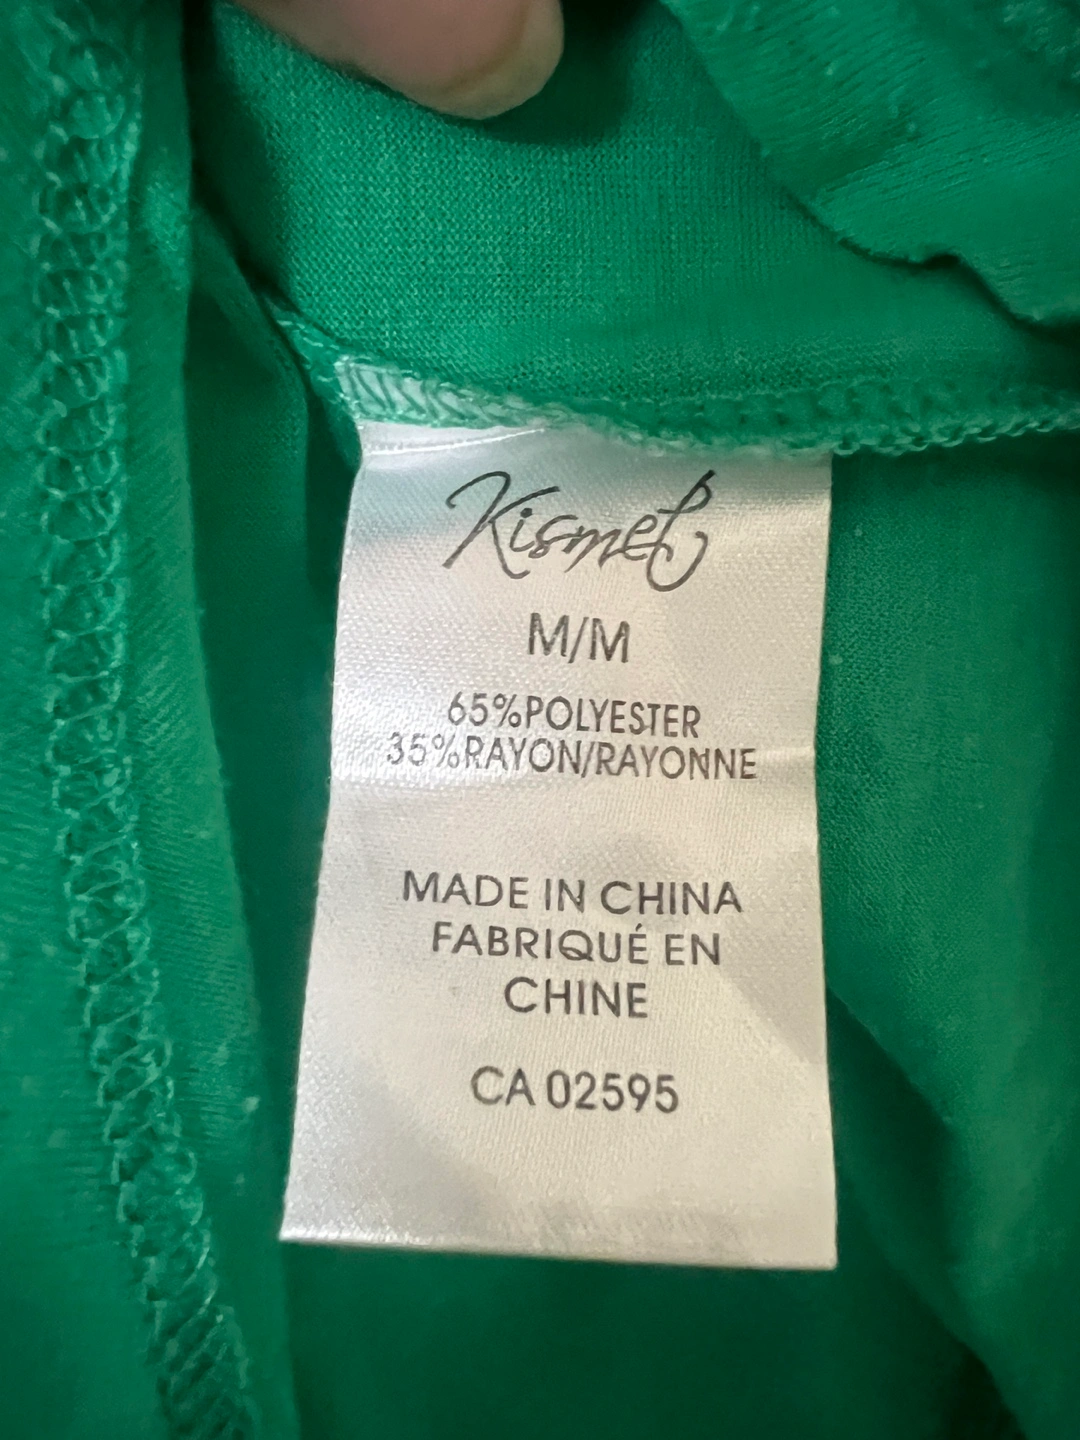 Kismet
M/M
65%POLYESTER
35%RAYON/RAYONNE
MADE IN CHINA
FABRIQUÉ EN
CHINE
CA 02595